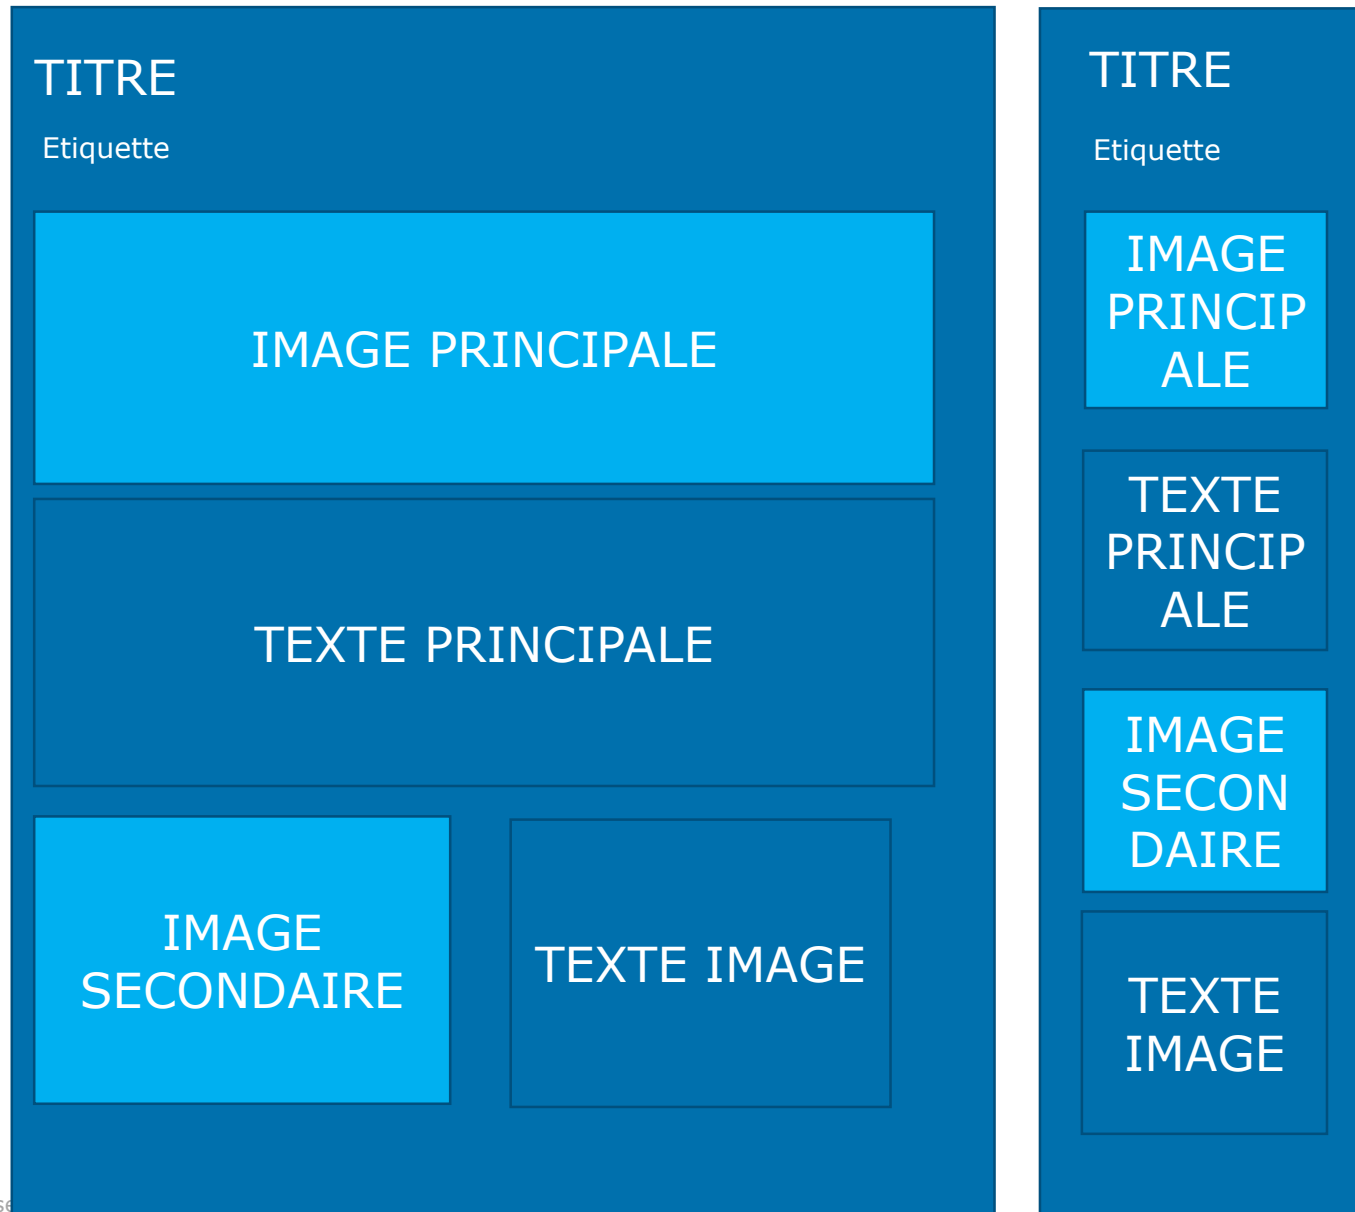 TITRE
Etiquette
IMAGE PRINCIPALE
TEXTE PRINCIPALE
IMAGE
SECONDAIRE
TEXTE IMAGE
TITRE
Etiquette
IMAGE
PRINCIP
ALE
TEXTE
PRINCIP
ALE
IMAGE
SECON
DAIRE
TEXTE
IMAGE